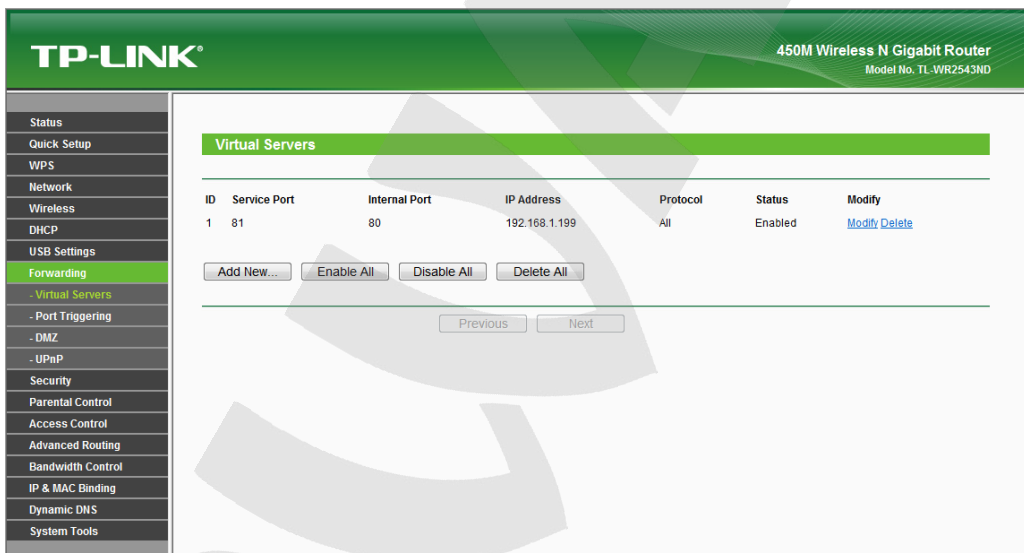 TP-LINK®
450M Wireless N Gigabit Router
Model No. TL-WR2543ND
Status
Quick Setup
WPS
Network
Wireless
DHCP
USB Settings
Forwarding
- Virtual Servers
- Port Triggering
- DMZ
- UPnP
Security
Parental Control
Access Control
Advanced Routing
Bandwidth Control
IP & MAC Binding
Dynamic DNS
System Tools
Virtual Servers
ID Service Port Internal Port IP Address Protocol Status Modify
1 81 80 192.168.1.199 All Enabled Modify Delete
Add New... Enable All Disable All Delete All
Previous Next